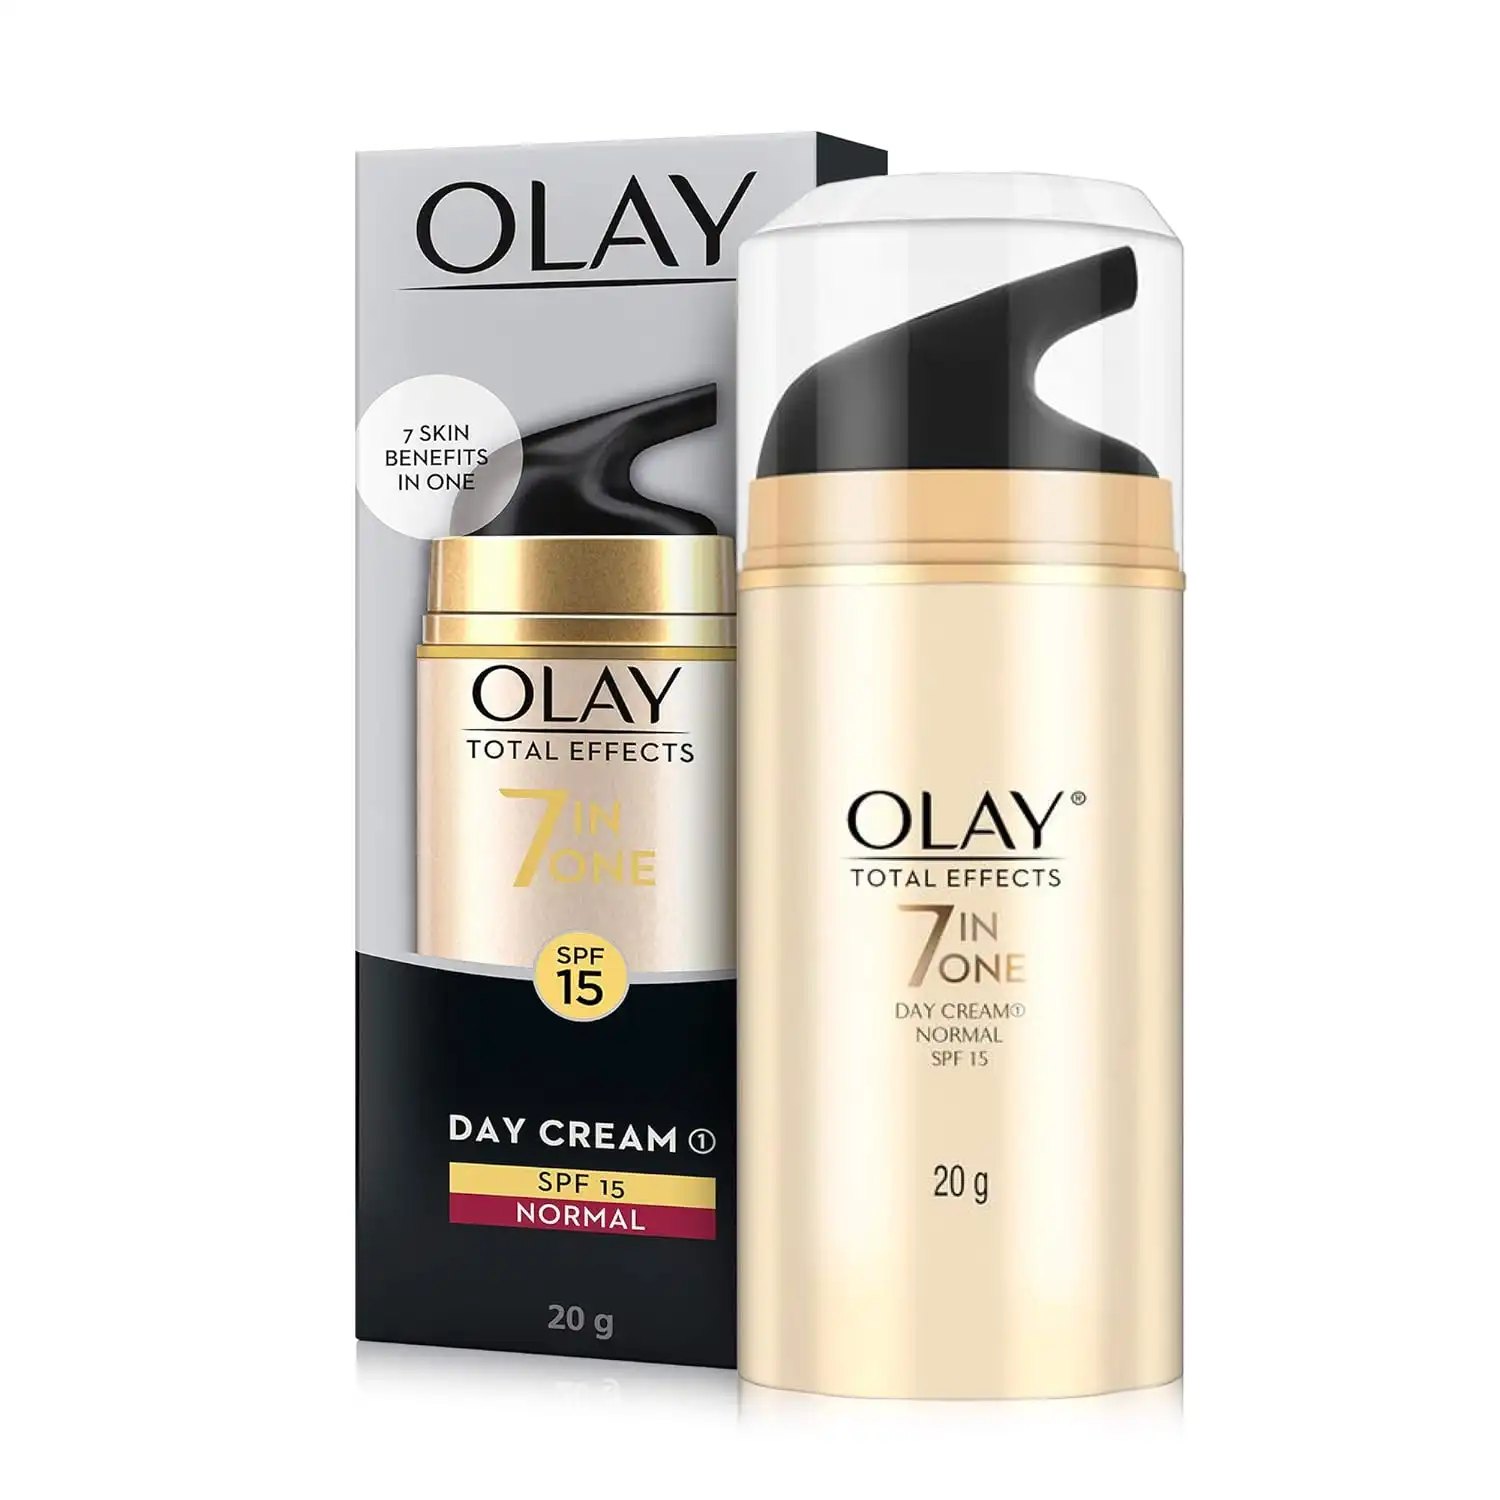 OLAY
7 SKIN
BENEFITS
IN ONE
OLAY
TOTAL EFFECTS
7 IN
ONE
SPF
15
DAY CREAM ①
SPF 15
NORMAL
20 g
OLAY®
TOTAL EFFECTS
7 IN
ONE
DAY CREAM①
NORMAL
SPF 15
20 g